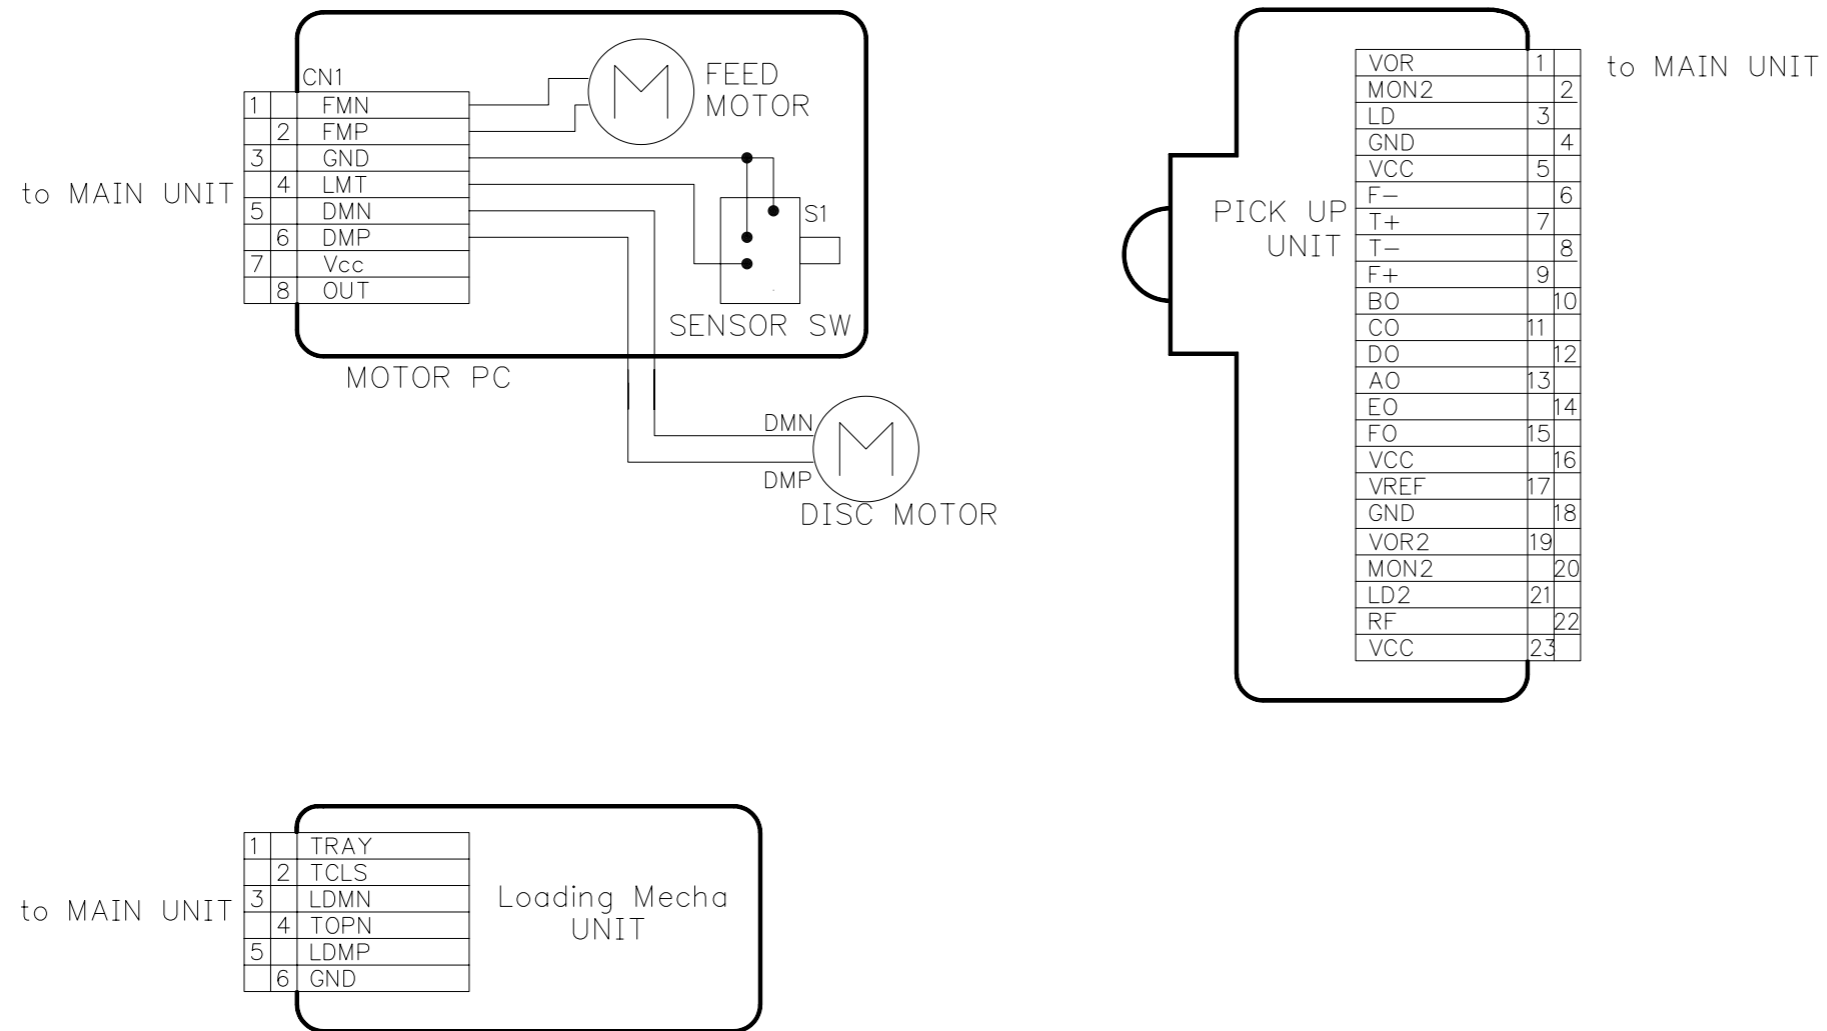 CN1
1 FMN
2 FMP
3 GND
4 LMT
5 DMN
6 DMP
7 Vcc
8 OUT
to MAIN UNIT
FEED
MOTOR
S1
SENSOR SW
MOTOR PC
DMN
DMP
DISC MOTOR
PICK UP
UNIT
VOR 1
MON2 2
LD 3
GND 4
VCC 5
F- 6
T+ 7
T- 8
F+ 9
BO 10
CO 11
DO 12
AO 13
EO 14
FO 15
VCC 16
VREF 17
GND 18
VOR2 19
MON2 20
LD2 21
RF 22
VCC 23
to MAIN UNIT
1 TRAY
2 TCLS
3 LDMN
4 TOPN
5 LDMP
6 GND
to MAIN UNIT
Loading Mecha
UNIT
M
M